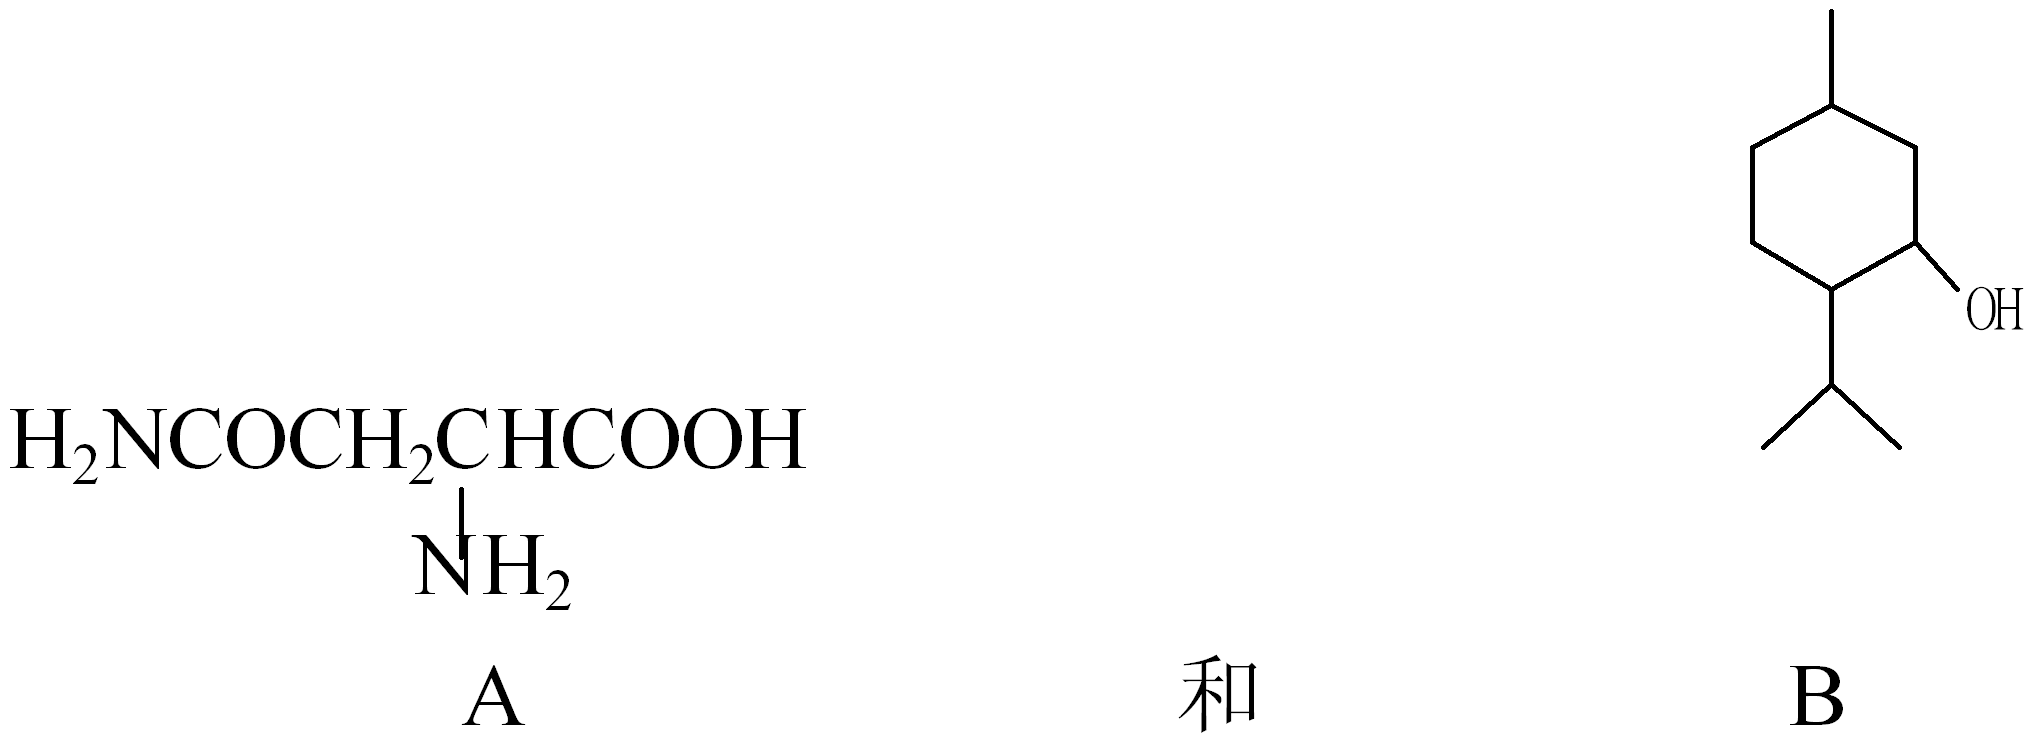 OH
H₂NCOCH₂CHCOOH
NH₂
A 和 B